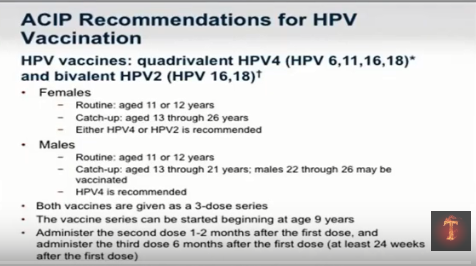 ACIP Recommendations for HPV
Vaccination
HPV vaccines: quadrivalent HPV4 (HPV 6,11,16,18)*
and bivalent HPV2 (HPV 16,18)†
• Females
– Routine: aged 11 or 12 years
– Catch-up: aged 13 through 26 years
– Either HPV4 or HPV2 is recommended
• Males
– Routine: aged 11 or 12 years
– Catch-up: aged 13 through 21 years; males 22 through 26 may be
vaccinated
– HPV4 is recommended
• Both vaccines are given as a 3-dose series
• The vaccine series can be started beginning at age 9 years
• Administer the second dose 1-2 months after the first dose, and
administer the third dose 6 months after the first dose (at least 24 weeks
after the first dose)